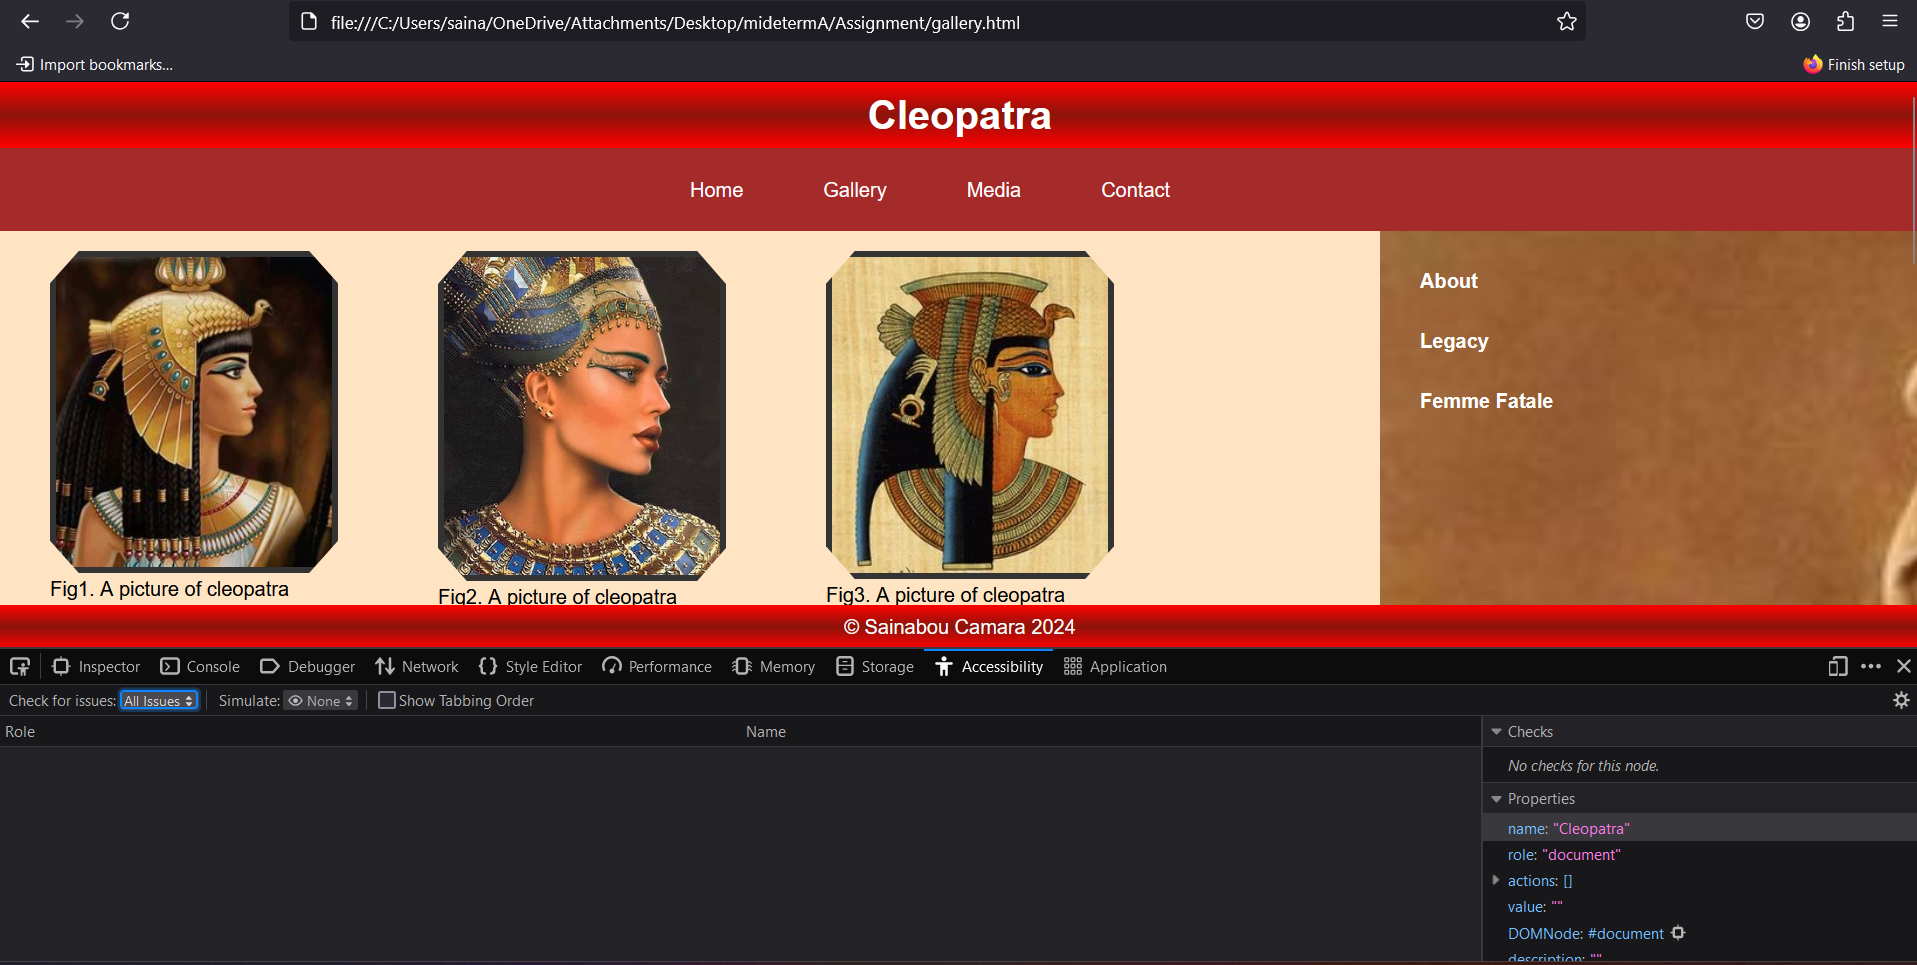 file:///C:/Users/saina/OneDrive/Attachments/Desktop/midetermA/Assignment/gallery.html
Import bookmarks...
Finish setup
Cleopatra
Home Gallery Media Contact
About
Legacy
Femme Fatale
Fig1. A picture of cleopatra
Fig2. A picture of cleopatra
Fig3. A picture of cleopatra
© Sainabou Camara 2024
Inspector Console Debugger Network Style Editor Performance Memory Storage Accessibility Application
Check for issues: All Issues Simulate: None Show Tabbing Order
Role Name
Checks
No checks for this node.
Properties
name: "Cleopatra"
role: "document"
actions: []
value: ""
DOMNode: #document
description: ""